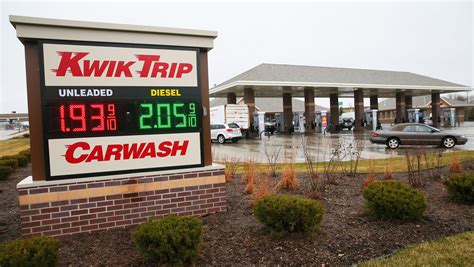 KWIK TRIP
UNLEADED DIESEL
1.93 9/10 2.05 9/10
CARWASH